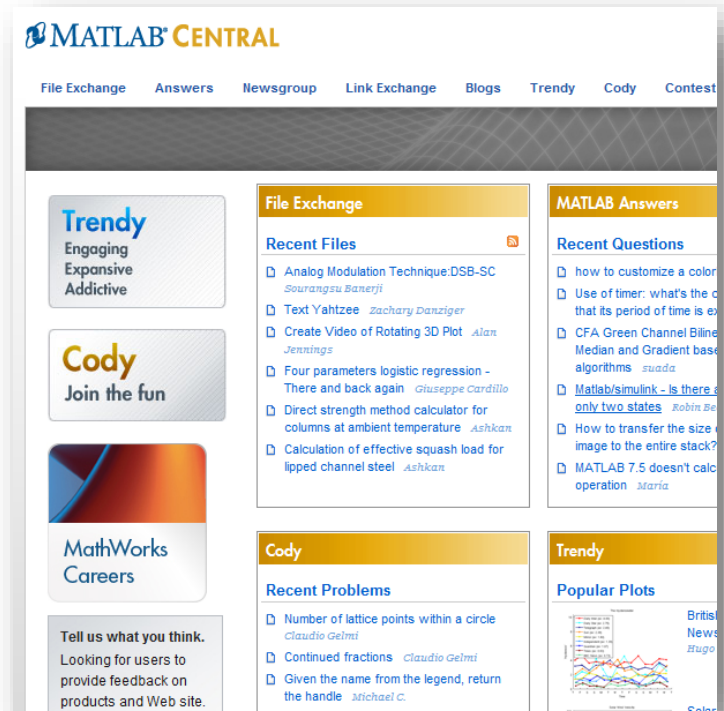 MATLAB® CENTRAL
File Exchange Answers Newsgroup Link Exchange Blogs Trendy Cody Contest
Trendy
Engaging
Expansive
Addictive
Cody
Join the fun
MathWorks
Careers
Tell us what you think.
Looking for users to
provide feedback on
products and Web site.
File Exchange
Recent Files
Analog Modulation Technique:DSB-SC
Sourangsu Banerji
Text Yahtzee Zachary Danziger
Create Video of Rotating 3D Plot Alan
Jennings
Four parameters logistic regression -
There and back again Giuseppe Cardillo
Direct strength method calculator for
columns at ambient temperature Ashkan
Calculation of effective squash load for
lipped channel steel Ashkan
MATLAB Answers
Recent Questions
how to customize a color
Use of timer: what's the
that its period of time is
CFA Green Channel
Median and Gradient
algorithms suada
Matlab/simulink - Is there
only two states Robin
How to transfer the size
image to the entire stack?
MATLAB 7.5 doesn't
operation María
Cody
Recent Problems
Number of lattice points within a circle
Claudio Gelmi
Continued fractions Claudio Gelmi
Given the name from the legend, return
the handle Michael C.
Trendy
Popular Plots
Hugo